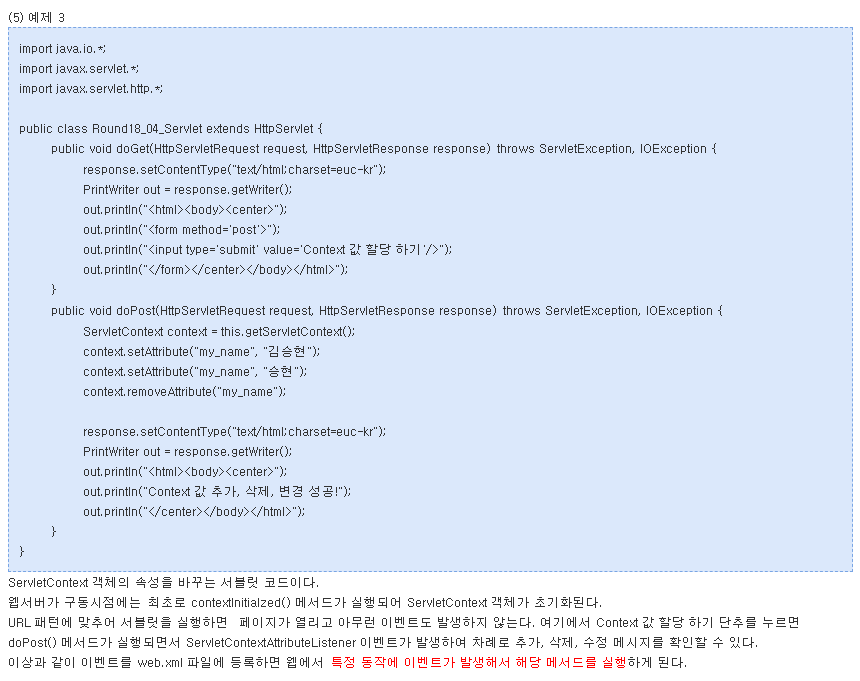 (5) 예제 3
import java.io.*;
import javax.servlet.*;
import javax.servlet.http.*;
public class Round18_04_Servlet extends HttpServlet {
public void doGet(HttpServletRequest request, HttpServletResponse response) throws ServletException, IOException {
response.setContentType("text/html;charset=euc-kr");
PrintWriter out = response.getWriter();
out.println("<html><body><center>");
out.println("<form method='post'>");
out.println("<input type='submit' value='Context 값 할당 하기'/>");
out.println("</form></center></body></html>");
}
public void doPost(HttpServletRequest request, HttpServletResponse response) throws ServletException, IOException {
ServletContext context = this.getServletContext();
context.setAttribute("my_name", "김승현");
context.setAttribute("my_name", "승현");
context.removeAttribute("my_name");
response.setContentType("text/html;charset=euc-kr");
PrintWriter out = response.getWriter();
out.println("<html><body><center>");
out.println("Context 값 추가, 삭제, 변경 성공!");
out.println("</center></body></html>");
}
}
ServletContext 객체의 속성을 바꾸는 서블릿 코드이다.
웹서버가 구동시점에는 최초로 contextInitialzed() 메서드가 실행되어 ServletContext 객체가 초기화된다.
URL 패턴에 맞추어 서블릿을 실행하면 페이지가 열리고 아무런 이벤트도 발생하지 않는다. 여기에서 Context 값 할당 하기 단추를 누르면
doPost() 메서드가 실행되면서 ServletContextAttributeListener 이벤트가 발생하여 차례로 추가, 삭제, 수정 메시지를 확인할 수 있다.
이상과 같이 이벤트를 web.xml 파일에 등록하면 웹에서 특정 동작에 이벤트가 발생해서 해당 메서드를 실행하게 된다.